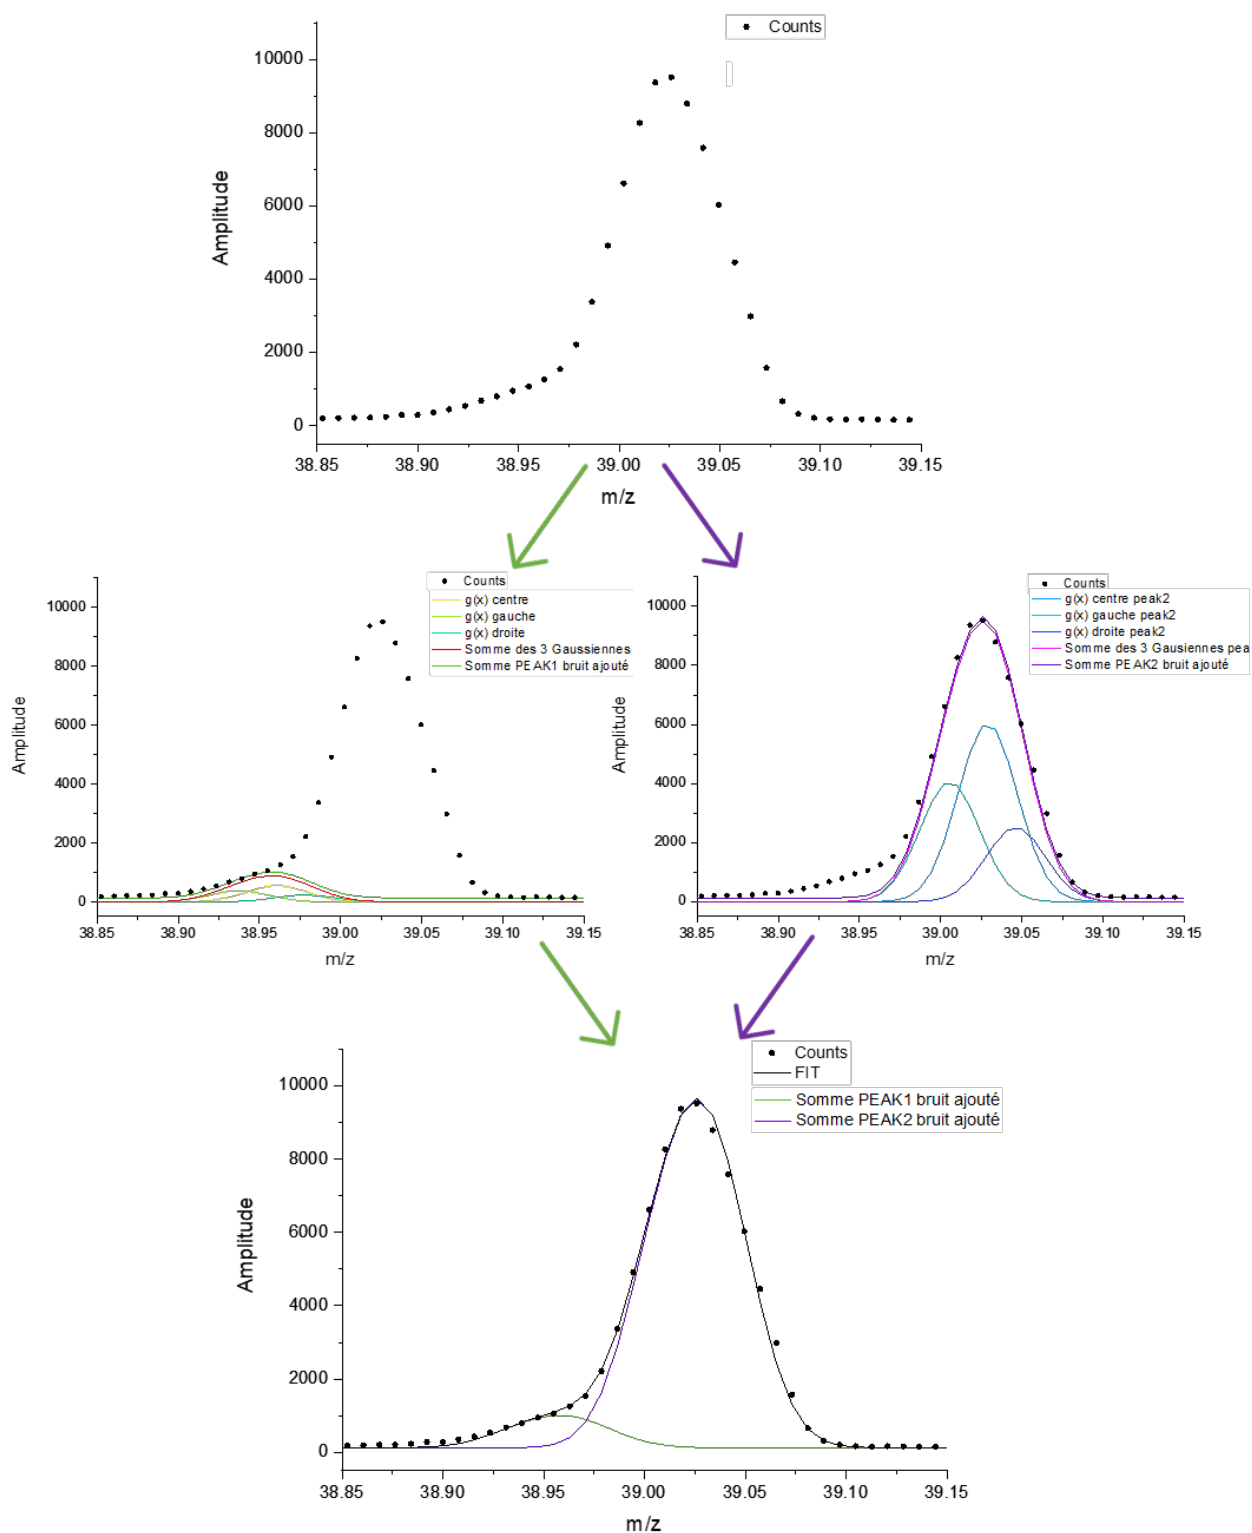 Counts
10000
8000
6000
4000
2000
0
Amplitude
38.85 38.90 38.95 39.00 39.05 39.10 39.15
m/z
Counts
g(x) centre
g(x) gauche
g(x) droite
Somme des 3 Gaussiennes
Somme PEAK1 bruit ajouté
10000
8000
6000
4000
2000
0
Amplitude
38.85 38.90 38.95 39.00 39.05 39.10 39.15
m/z
Counts
g(x) centre peak2
g(x) gauche peak2
g(x) droite peak2
Somme des 3 Gausiennes pea
Somme PEAK2 bruit ajouté
10000
8000
6000
4000
2000
0
Amplitude
38.85 38.90 38.95 39.00 39.05 39.10 39.15
m/z
Counts
FIT
Somme PEAK1 bruit ajouté
Somme PEAK2 bruit ajouté
10000
8000
6000
4000
2000
0
Amplitude
38.85 38.90 38.95 39.00 39.05 39.10 39.15
m/z